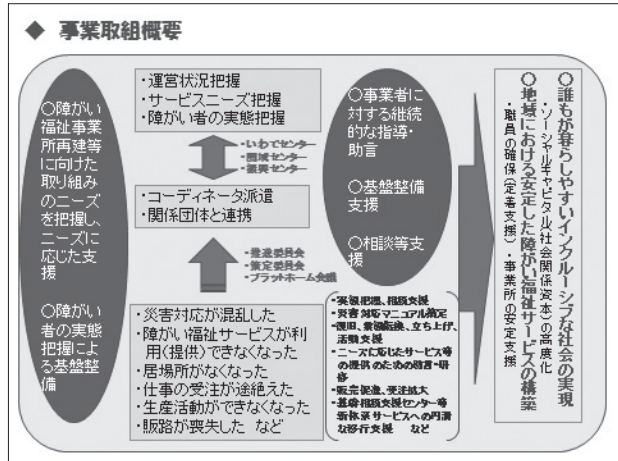 ◆ 事業取組概要
○障がい
福祉事業
所再建等
に向けた
取り組み
のニーズ
を把握し、
ニーズに
応じた支
援
○障がい
者の実態
把握によ
る基盤整
備
・運営状況把握
・サービスニーズ把握
・障がい者の実態把握
・いわてセンター
・圏域センター
・振興センター
・コーディネータ派遣
・関係団体と連携
・推進委員会
・策定委員会
・プラットホーム会議
・災害対応が混乱した
・障がい福祉サービスが利
用(提供)できなくなった
・居場所がなくなった
・仕事の受注が途絶えた
・生産活動ができなくなった
・販路が喪失した など
○事業者に
対する継続
的な指導・
助言
○基盤整備
支援
○相談等支
援
・実態把握、相談支援
・災害対応マニュアル策定
・復旧、業種転換、立ち上げ、
活動支援
・ニーズに応じたサービス等
の提供のための助言・研
修
・販売促進、受注拡大
・基幹相談支援センター等
新体系サービスへの円滑
な移行支援 など
○誰もが暮らしやすいインクルーシブな社会の実現
・ソーシャルキャピタル(社会関係資本)の高度化
○地域における安定した障がい福祉サービスの構築
・職員の確保(定着支援)・事業所の安定支援